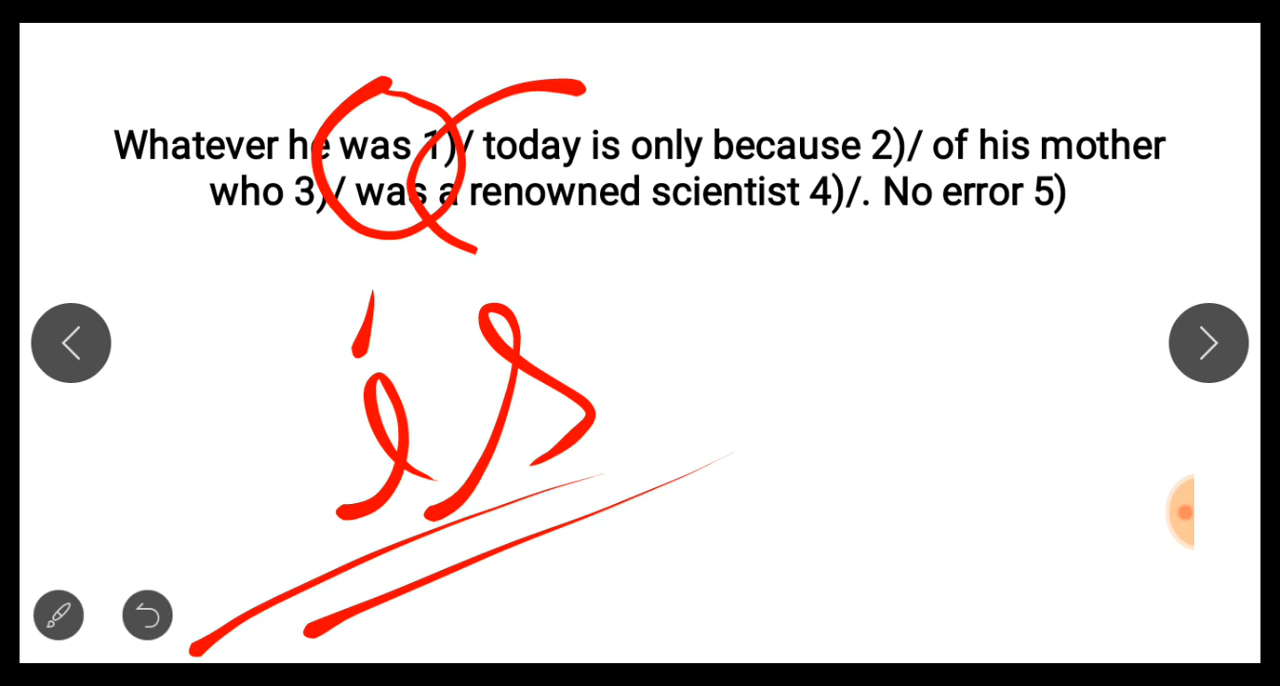 Whatever he was 1)/ today is only because 2)/ of his mother
who 3)/ was a renowned scientist 4)/. No error 5)
is